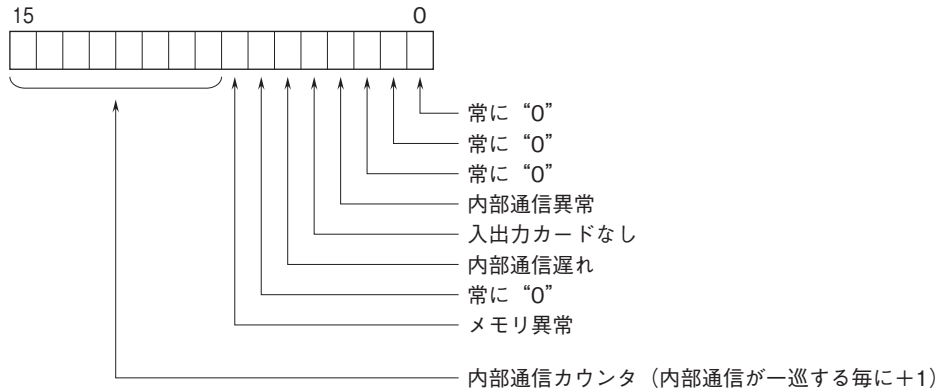 15 0
常に“0”
常に“0”
常に“0”
内部通信異常
入出力カードなし
内部通信遅れ
常に“0”
メモリ異常
内部通信カウンタ（内部通信が一巡する毎に＋1）